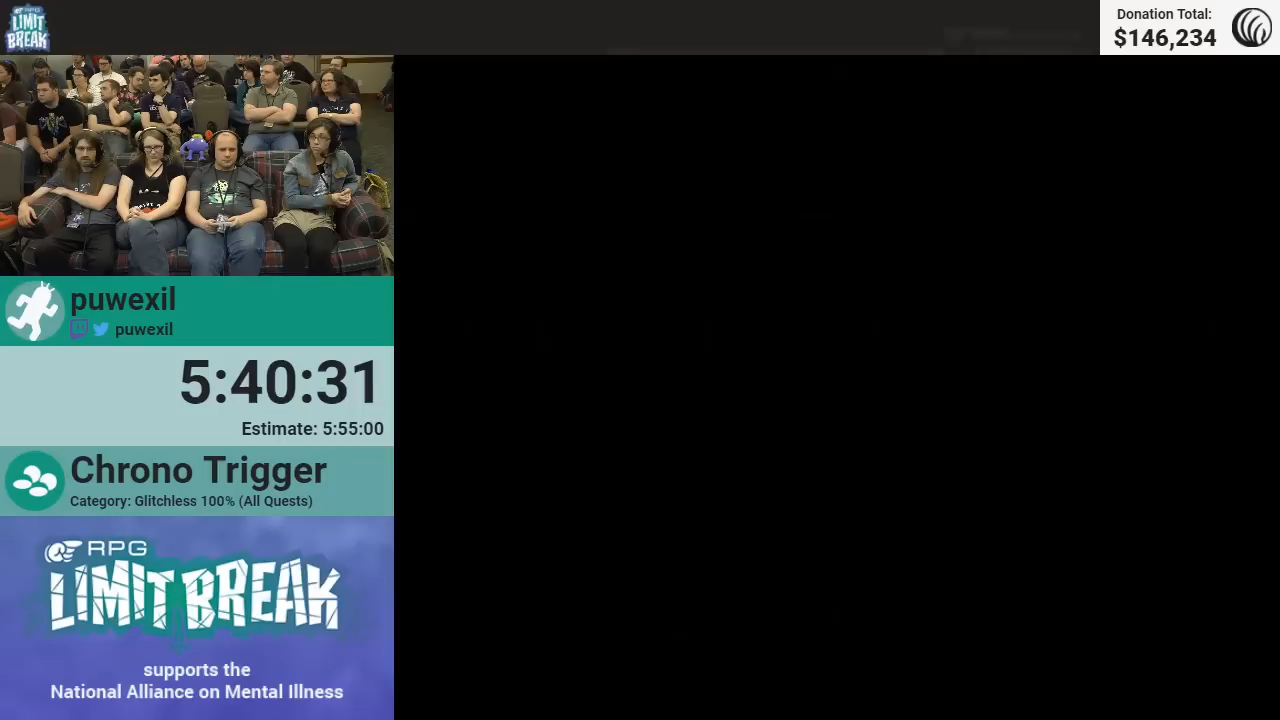 RPG
LIMIT
BREAK
Donation Total:
$146,234
puwexil
puwexil
5:40:31
Estimate: 5:55:00
Chrono Trigger
Category: Glitchless 100% (All Quests)
RPG
LIMIT BREAK
supports the
National Alliance on Mental Illness